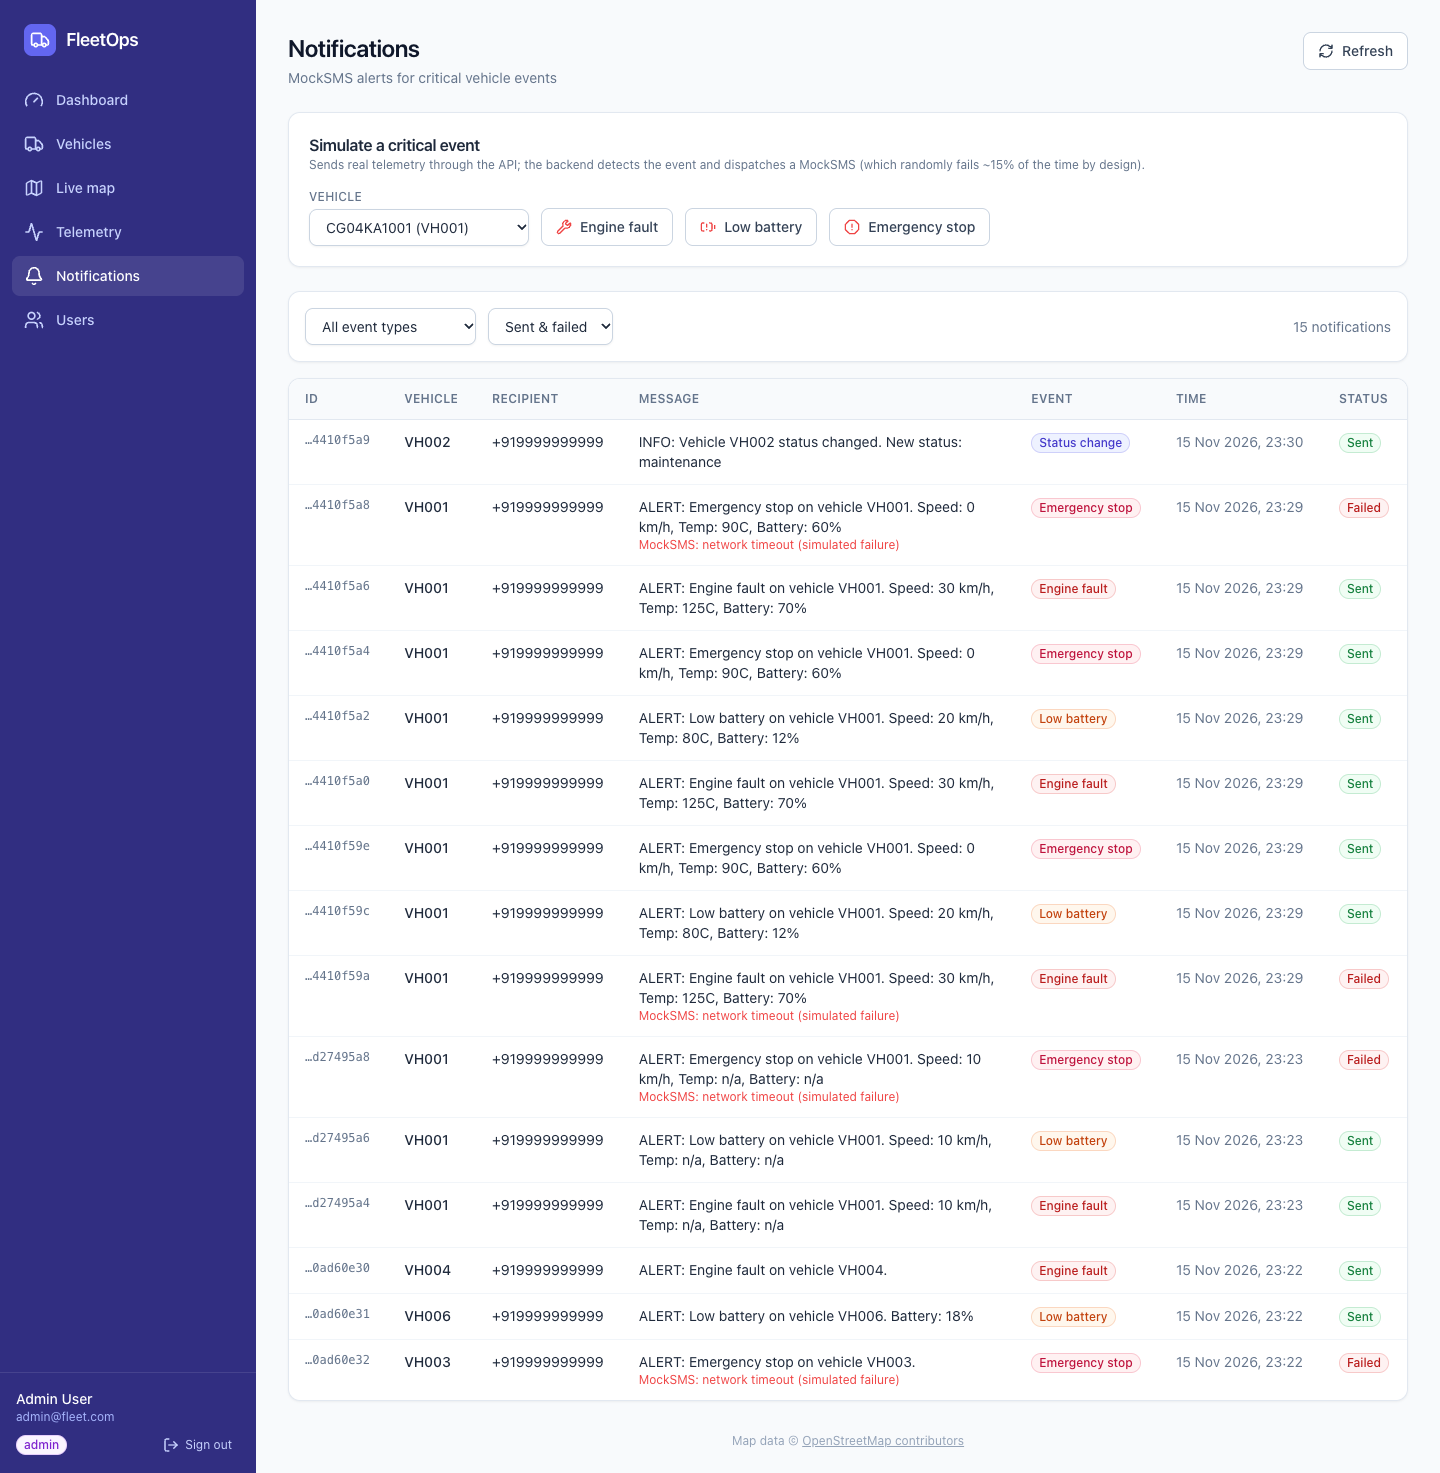 FleetOps
Dashboard
Vehicles
Live map
Telemetry
Notifications
Users
Admin User
admin@fleet.com
admin
Sign out
Notifications
MockSMS alerts for critical vehicle events
Refresh
Simulate a critical event
Sends real telemetry through the API; the backend detects the event and dispatches a MockSMS (which randomly fails ~15% of the time by design).
VEHICLE
CG04KA1001 (VH001) Engine fault Low battery Emergency stop
All event types Sent & failed 15 notifications
ID VEHICLE RECIPIENT MESSAGE EVENT TIME STATUS
…4410f5a9 VH002 +919999999999 INFO: Vehicle VH002 status changed. New status: Status change 15 Nov 2026, 23:30 Sent
maintenance
…4410f5a8 VH001 +919999999999 ALERT: Emergency stop on vehicle VH001. Speed: 0 Emergency stop 15 Nov 2026, 23:29 Failed
km/h, Temp: 90C, Battery: 60%
MockSMS: network timeout (simulated failure)
…4410f5a6 VH001 +919999999999 ALERT: Engine fault on vehicle VH001. Speed: 30 km/h, Engine fault 15 Nov 2026, 23:29 Sent
Temp: 125C, Battery: 70%
…4410f5a4 VH001 +919999999999 ALERT: Emergency stop on vehicle VH001. Speed: 0 Emergency stop 15 Nov 2026, 23:29 Sent
km/h, Temp: 90C, Battery: 60%
…4410f5a2 VH001 +919999999999 ALERT: Low battery on vehicle VH001. Speed: 20 km/h, Low battery 15 Nov 2026, 23:29 Sent
Temp: 80C, Battery: 12%
…4410f5a0 VH001 +919999999999 ALERT: Engine fault on vehicle VH001. Speed: 30 km/h, Engine fault 15 Nov 2026, 23:29 Sent
Temp: 125C, Battery: 70%
…4410f59e VH001 +919999999999 ALERT: Emergency stop on vehicle VH001. Speed: 0 Emergency stop 15 Nov 2026, 23:29 Sent
km/h, Temp: 90C, Battery: 60%
…4410f59c VH001 +919999999999 ALERT: Low battery on vehicle VH001. Speed: 20 km/h, Low battery 15 Nov 2026, 23:29 Sent
Temp: 80C, Battery: 12%
…4410f59a VH001 +919999999999 ALERT: Engine fault on vehicle VH001. Speed: 30 km/h, Engine fault 15 Nov 2026, 23:29 Failed
Temp: 125C, Battery: 70%
MockSMS: network timeout (simulated failure)
…d27495a8 VH001 +919999999999 ALERT: Emergency stop on vehicle VH001. Speed: 10 Emergency stop 15 Nov 2026, 23:23 Failed
km/h, Temp: n/a, Battery: n/a
MockSMS: network timeout (simulated failure)
…d27495a6 VH001 +919999999999 ALERT: Low battery on vehicle VH001. Speed: 10 km/h, Low battery 15 Nov 2026, 23:23 Sent
Temp: n/a, Battery: n/a
…d27495a4 VH001 +919999999999 ALERT: Engine fault on vehicle VH001. Speed: 10 km/h, Engine fault 15 Nov 2026, 23:23 Sent
Temp: n/a, Battery: n/a
…0ad60e30 VH004 +919999999999 ALERT: Engine fault on vehicle VH004. Engine fault 15 Nov 2026, 23:22 Sent
…0ad60e31 VH006 +919999999999 ALERT: Low battery on vehicle VH006. Battery: 18% Low battery 15 Nov 2026, 23:22 Sent
…0ad60e32 VH003 +919999999999 ALERT: Emergency stop on vehicle VH003. Emergency stop 15 Nov 2026, 23:22 Failed
MockSMS: network timeout (simulated failure)
Map data © OpenStreetMap contributors